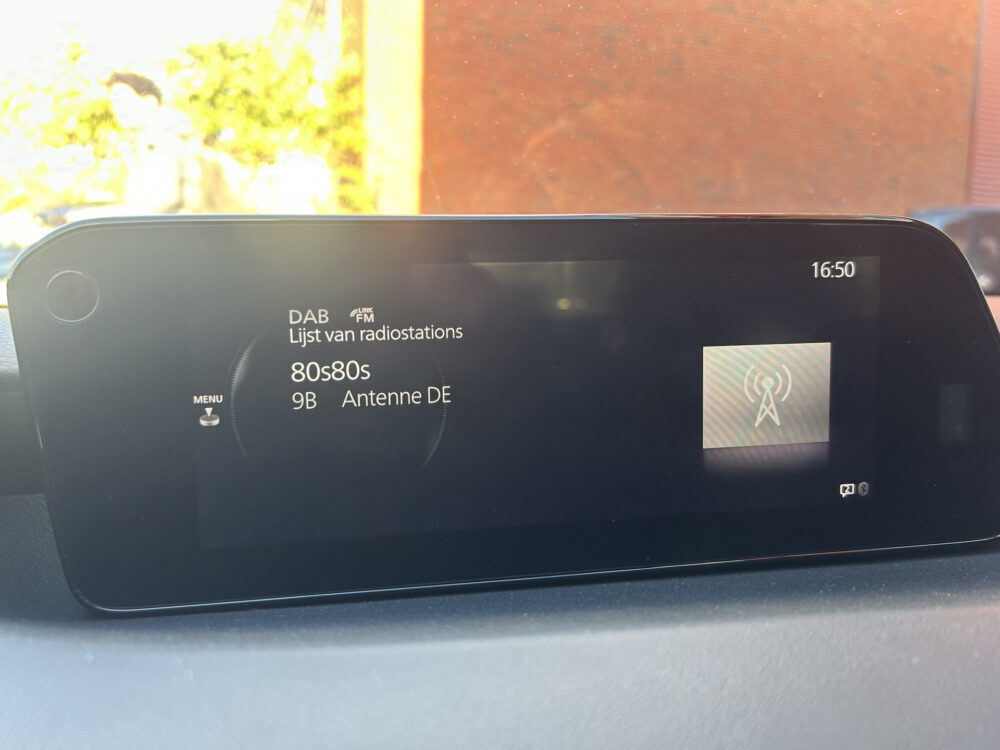 16:50
DAB LINK FM
Lijst van radiostations
80s80s
MENU
9B Antenne DE